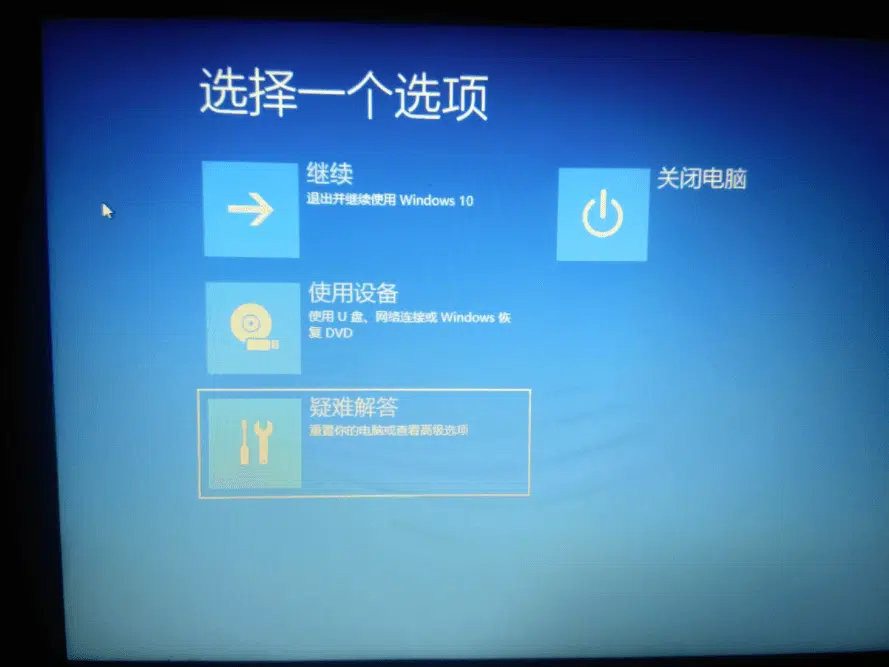 选择一个选项
继续
退出并继续使用 Windows 10
关闭电脑
使用设备
使用 U 盘、网络连接或 Windows 恢
复 DVD
疑难解答
重置你的电脑或查看高级选项